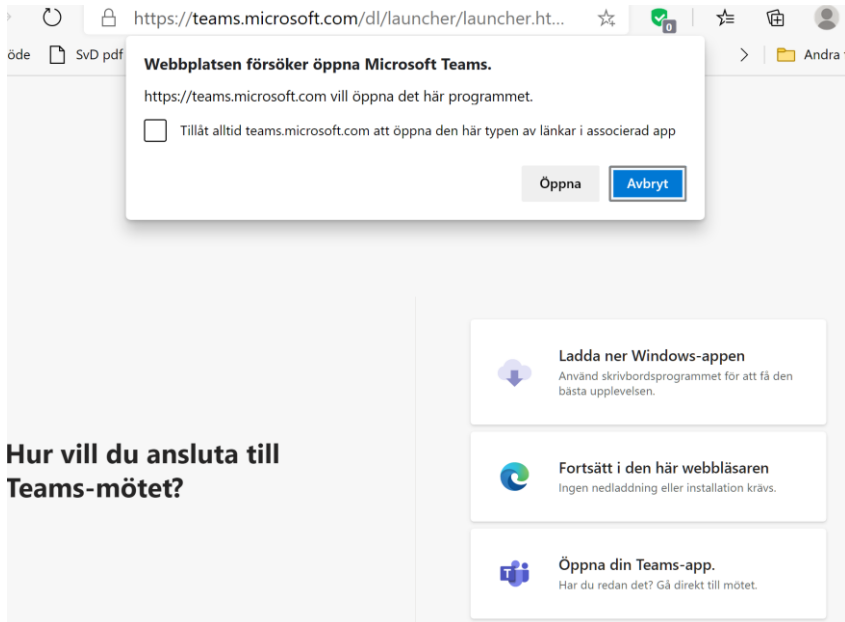 https://teams.microsoft.com/dl/launcher/launcher.ht...
0
öde
SvD pdf
Andra
Webbplatsen försöker öppna Microsoft Teams.
https://teams.microsoft.com vill öppna det här programmet.
Tillåt alltid teams.microsoft.com att öppna den här typen av länkar i associerad app
Öppna
Avbryt
Hur vill du ansluta till
Teams-mötet?
Ladda ner Windows-appen
Använd skrivbordsprogrammet för att få den
bästa upplevelsen.
Fortsätt i den här webbläsaren
Ingen nedladdning eller installation krävs.
Öppna din Teams-app.
Har du redan det? Gå direkt till mötet.